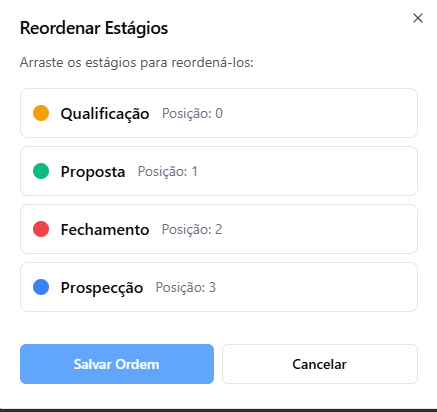 Reordenar Estágios
Arraste os estágios para reordená-los:
Qualificação Posição: 0
Proposta Posição: 1
Fechamento Posição: 2
Prospecção Posição: 3
Salvar Ordem Cancelar